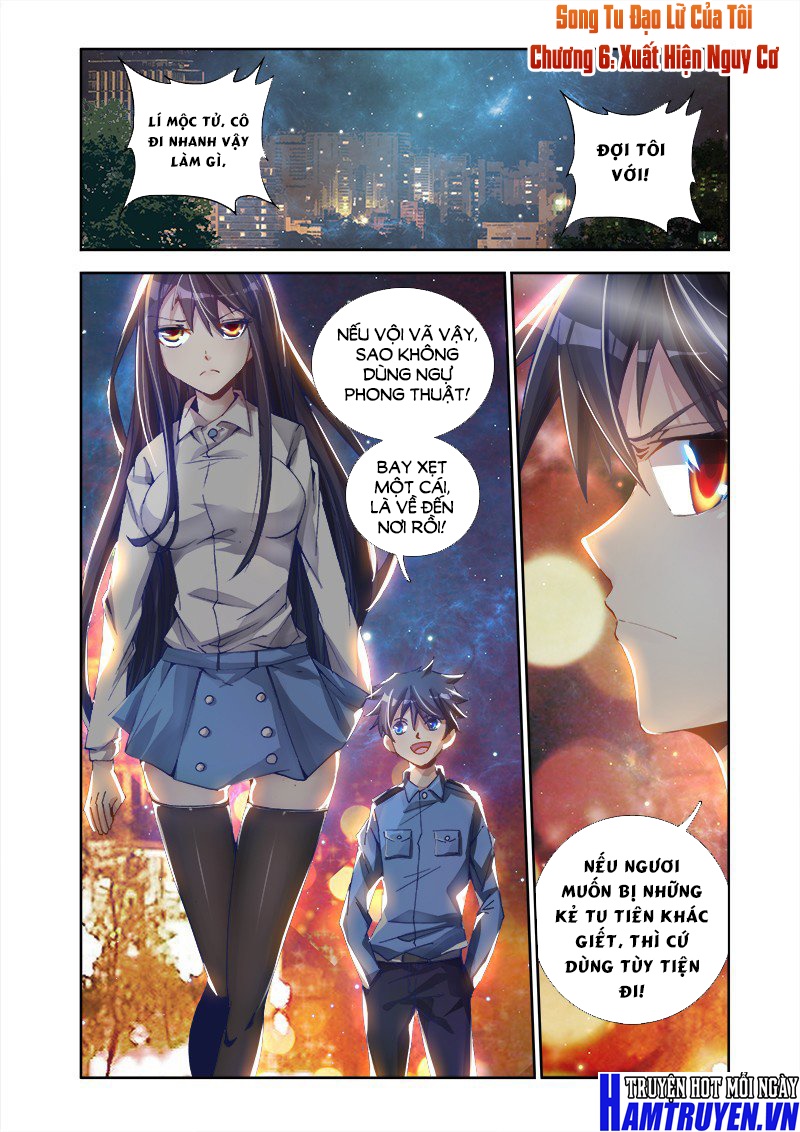 Song Tu Đạo Lữ Của Tôi
Chương 6: Xuất Hiện Nguy Cơ
LÍ MỘC TỬ, CÔ
ĐI NHANH VẬY
LÀM GÌ,
ĐỢI TÔI
VỚI!
NẾU VỘI VÃ VẬY,
SAO KHÔNG
DÙNG NGỰ
PHONG THUẬT!
BAY XẸT
MỘT CÁI,
LÀ VỀ ĐẾN
NƠI RỒI!
NẾU NGƯƠI
MUỐN BỊ NHỮNG
KẺ TU TIÊN KHÁC
GIẾT, THÌ CỨ
DÙNG TÙY TIỆN
ĐI!
TRUYỆN HOT MỖI NGÀY
HAMTRUYEN.VN